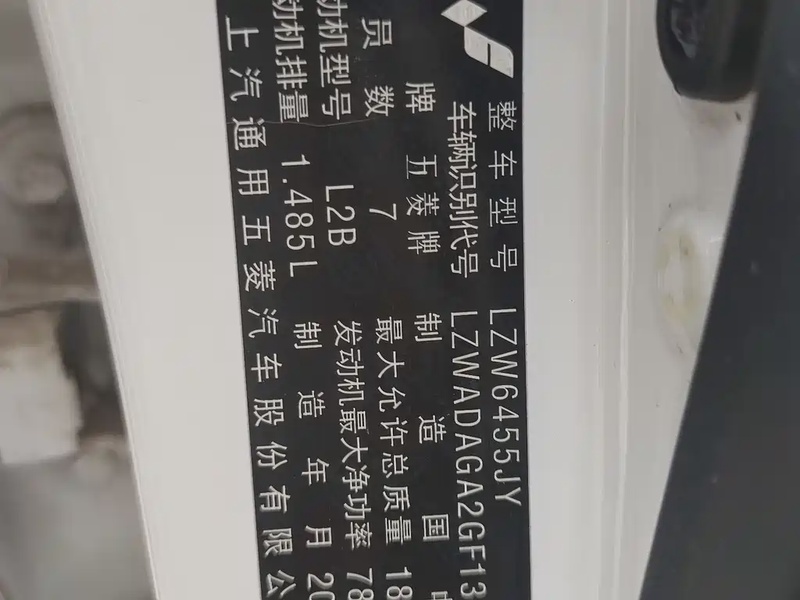 整车型号 LZW6455JY
车辆识别代号 LZWADAGA2GF13
牌 五菱牌 制造国
员数 7 最大允许总质量 18
动机型号 L2B 发动机最大净功率 78
动机排量 1.485L 制造年月 20
上汽通用五菱汽车股份有限公